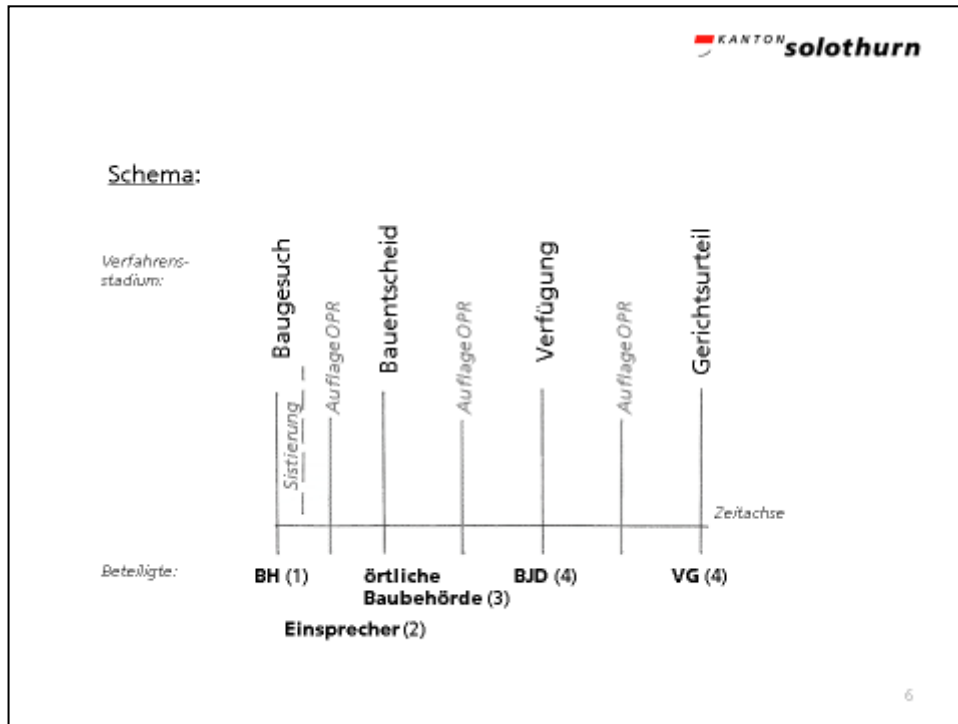 KANTON solothurn
Schema:
Verfahrens-
stadium:
Baugesuch
Sistierung
Auflage OPR
Bauentscheid
Auflage OPR
Verfügung
Auflage OPR
Gerichtsurteil
Zeitachse
Beteiligte:
BH (1)
örtliche
Baubehörde (3)
BJD (4)
VG (4)
Einsprecher (2)
6